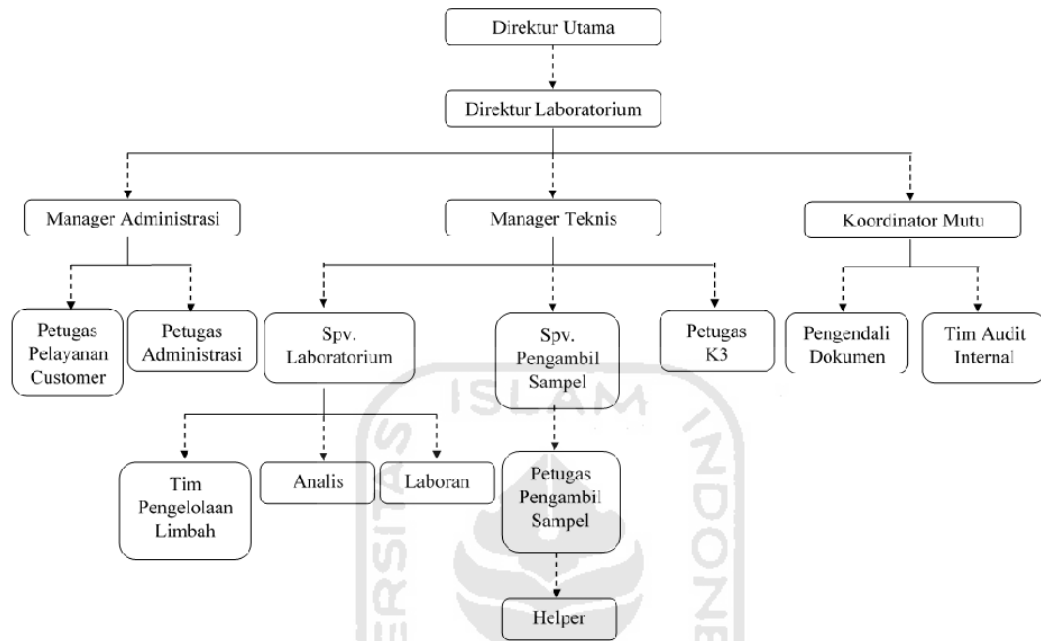 Direktur Utama
Direktur Laboratorium
Manager Administrasi
Manager Teknis
Koordinator Mutu
Petugas
Pelayanan
Customer
Petugas
Administrasi
Spv.
Laboratorium
Spv.
Pengambil
Sampel
Petugas
K3
Pengendali
Dokumen
Tim Audit
Internal
Tim
Pengelolaan
Limbah
Analis
Laboran
Petugas
Pengambil
Sampel
Helper
ISLAM